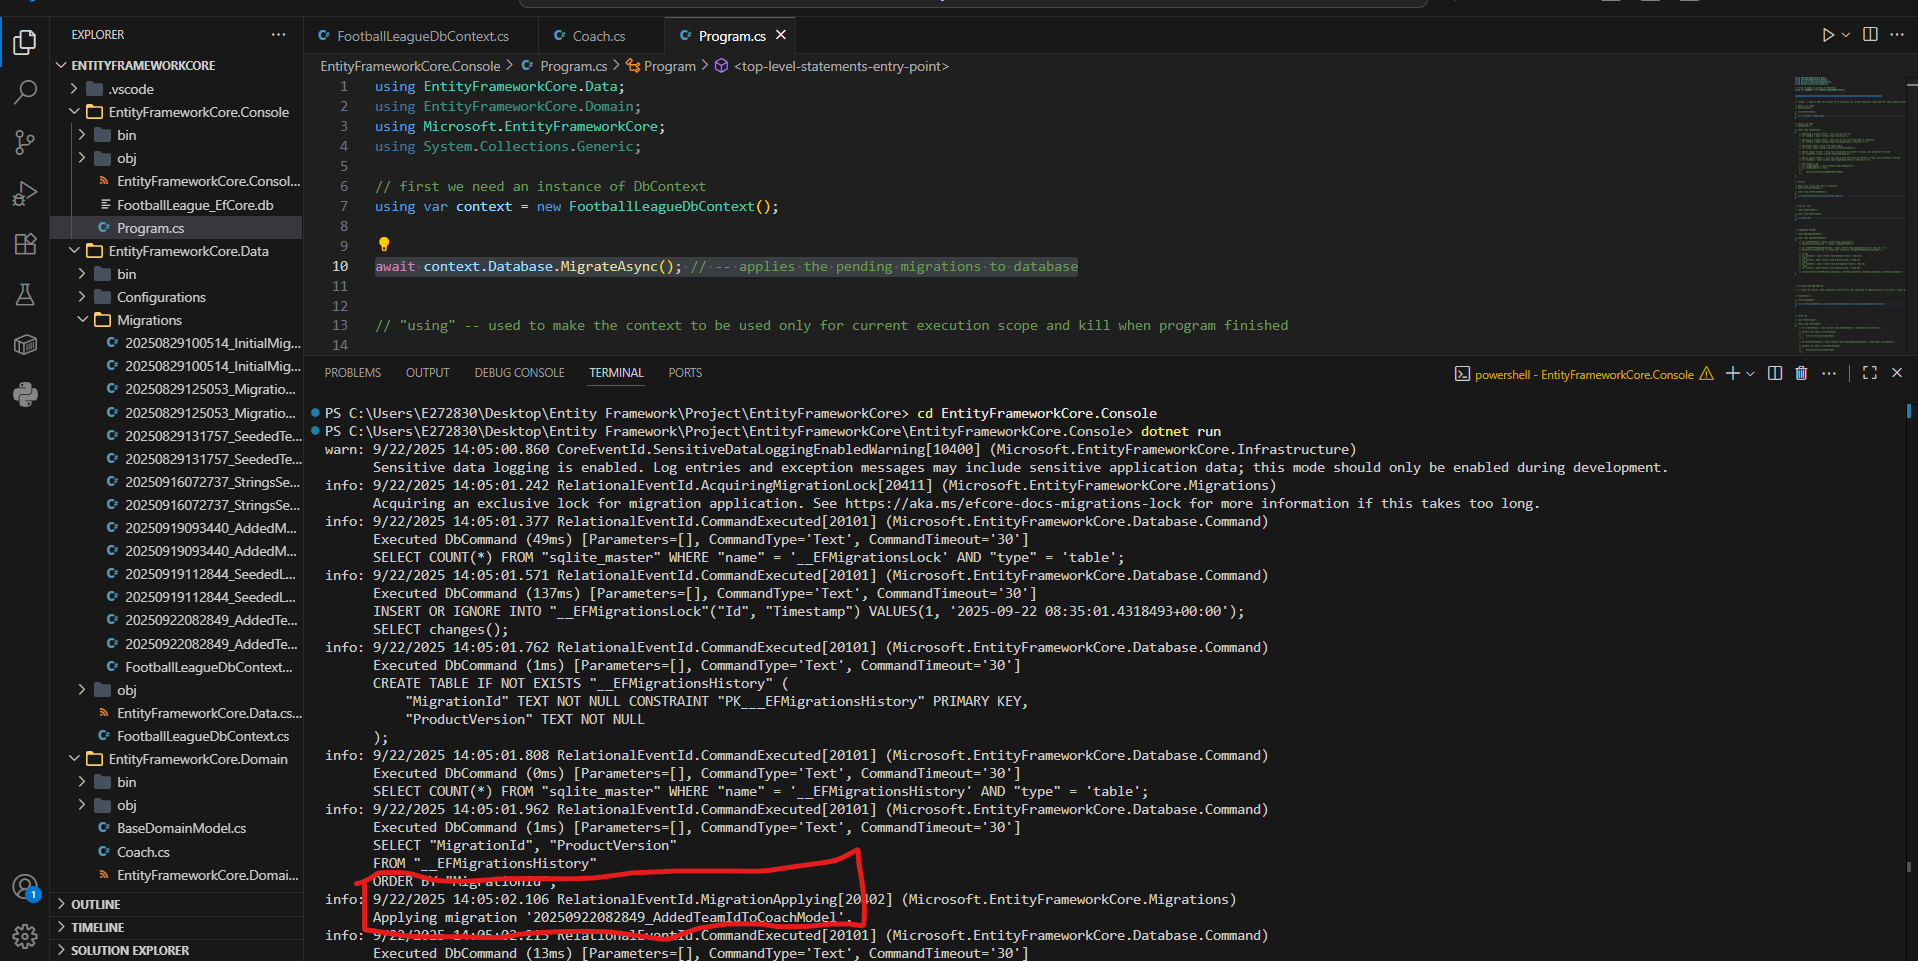 EXPLORER
ENTITYFRAMEWORKCORE
.vscode
EntityFrameworkCore.Console
bin
obj
EntityFrameworkCore.Consol...
FootballLeague_EfCore.db
Program.cs
EntityFrameworkCore.Data
bin
Configurations
Migrations
20250829100514_InitialMig...
20250829100514_InitialMig...
20250829125053_Migratio...
20250829125053_Migratio...
20250829131757_SeededTe...
20250829131757_SeededTe...
20250916072737_StringsSe...
20250916072737_StringsSe...
20250919093440_AddedM...
20250919093440_AddedM...
20250919112844_SeededL...
20250919112844_SeededL...
20250922082849_AddedTe...
20250922082849_AddedTe...
FootballLeagueDbContext...
obj
EntityFrameworkCore.Data.cs...
FootballLeagueDbContext.cs
EntityFrameworkCore.Domain
bin
obj
BaseDomainModel.cs
Coach.cs
EntityFrameworkCore.Domai...
OUTLINE
TIMELINE
SOLUTION EXPLORER
1
FootballLeagueDbContext.cs Coach.cs Program.cs
EntityFrameworkCore.Console > Program.cs > Program > <top-level-statements-entry-point>
1 using EntityFrameworkCore.Data;
2 using EntityFrameworkCore.Domain;
3 using Microsoft.EntityFrameworkCore;
4 using System.Collections.Generic;
5
6 // first we need an instance of DbContext
7 using var context = new FootballLeagueDbContext();
8
9
10 await context.Database.MigrateAsync(); // -- applies the pending migrations to database
11
12
13 // "using" -- used to make the context to be used only for current execution scope and kill when program finished
14
PROBLEMS OUTPUT DEBUG CONSOLE TERMINAL PORTS
powershell - EntityFrameworkCore.Console
PS C:\Users\E272830\Desktop\Entity Framework\Project\EntityFrameworkCore> cd EntityFrameworkCore.Console
PS C:\Users\E272830\Desktop\Entity Framework\Project\EntityFrameworkCore\EntityFrameworkCore.Console> dotnet run
warn: 9/22/2025 14:05:00.860 CoreEventId.SensitiveDataLoggingEnabledWarning[10400] (Microsoft.EntityFrameworkCore.Infrastructure)
Sensitive data logging is enabled. Log entries and exception messages may include sensitive application data; this mode should only be enabled during development.
info: 9/22/2025 14:05:01.242 RelationalEventId.AcquiringMigrationLock[20411] (Microsoft.EntityFrameworkCore.Migrations)
Acquiring an exclusive lock for migration application. See https://aka.ms/efcore-docs-migrations-lock for more information if this takes too long.
info: 9/22/2025 14:05:01.377 RelationalEventId.CommandExecuted[20101] (Microsoft.EntityFrameworkCore.Database.Command)
Executed DbCommand (49ms) [Parameters=[], CommandType='Text', CommandTimeout='30']
SELECT COUNT(*) FROM "sqlite_master" WHERE "name" = '__EFMigrationsLock' AND "type" = 'table';
info: 9/22/2025 14:05:01.571 RelationalEventId.CommandExecuted[20101] (Microsoft.EntityFrameworkCore.Database.Command)
Executed DbCommand (137ms) [Parameters=[], CommandType='Text', CommandTimeout='30']
INSERT OR IGNORE INTO "__EFMigrationsLock"("Id", "Timestamp") VALUES(1, '2025-09-22 08:35:01.4318493+00:00');
SELECT changes();
info: 9/22/2025 14:05:01.762 RelationalEventId.CommandExecuted[20101] (Microsoft.EntityFrameworkCore.Database.Command)
Executed DbCommand (1ms) [Parameters=[], CommandType='Text', CommandTimeout='30']
CREATE TABLE IF NOT EXISTS "__EFMigrationsHistory" (
"MigrationId" TEXT NOT NULL CONSTRAINT "PK___EFMigrationsHistory" PRIMARY KEY,
"ProductVersion" TEXT NOT NULL
);
info: 9/22/2025 14:05:01.808 RelationalEventId.CommandExecuted[20101] (Microsoft.EntityFrameworkCore.Database.Command)
Executed DbCommand (0ms) [Parameters=[], CommandType='Text', CommandTimeout='30']
SELECT COUNT(*) FROM "sqlite_master" WHERE "name" = '__EFMigrationsHistory' AND "type" = 'table';
info: 9/22/2025 14:05:01.962 RelationalEventId.CommandExecuted[20101] (Microsoft.EntityFrameworkCore.Database.Command)
Executed DbCommand (1ms) [Parameters=[], CommandType='Text', CommandTimeout='30']
SELECT "MigrationId", "ProductVersion"
FROM "__EFMigrationsHistory"
ORDER BY "MigrationId";
info: 9/22/2025 14:05:02.106 RelationalEventId.MigrationApplying[20402] (Microsoft.EntityFrameworkCore.Migrations)
Applying migration '20250922082849_AddedTeamIdToCoachModel'.
info: 9/22/2025 14:05:02.213 RelationalEventId.CommandExecuted[20101] (Microsoft.EntityFrameworkCore.Database.Command)
Executed DbCommand (13ms) [Parameters=[], CommandType='Text', CommandTimeout='30']